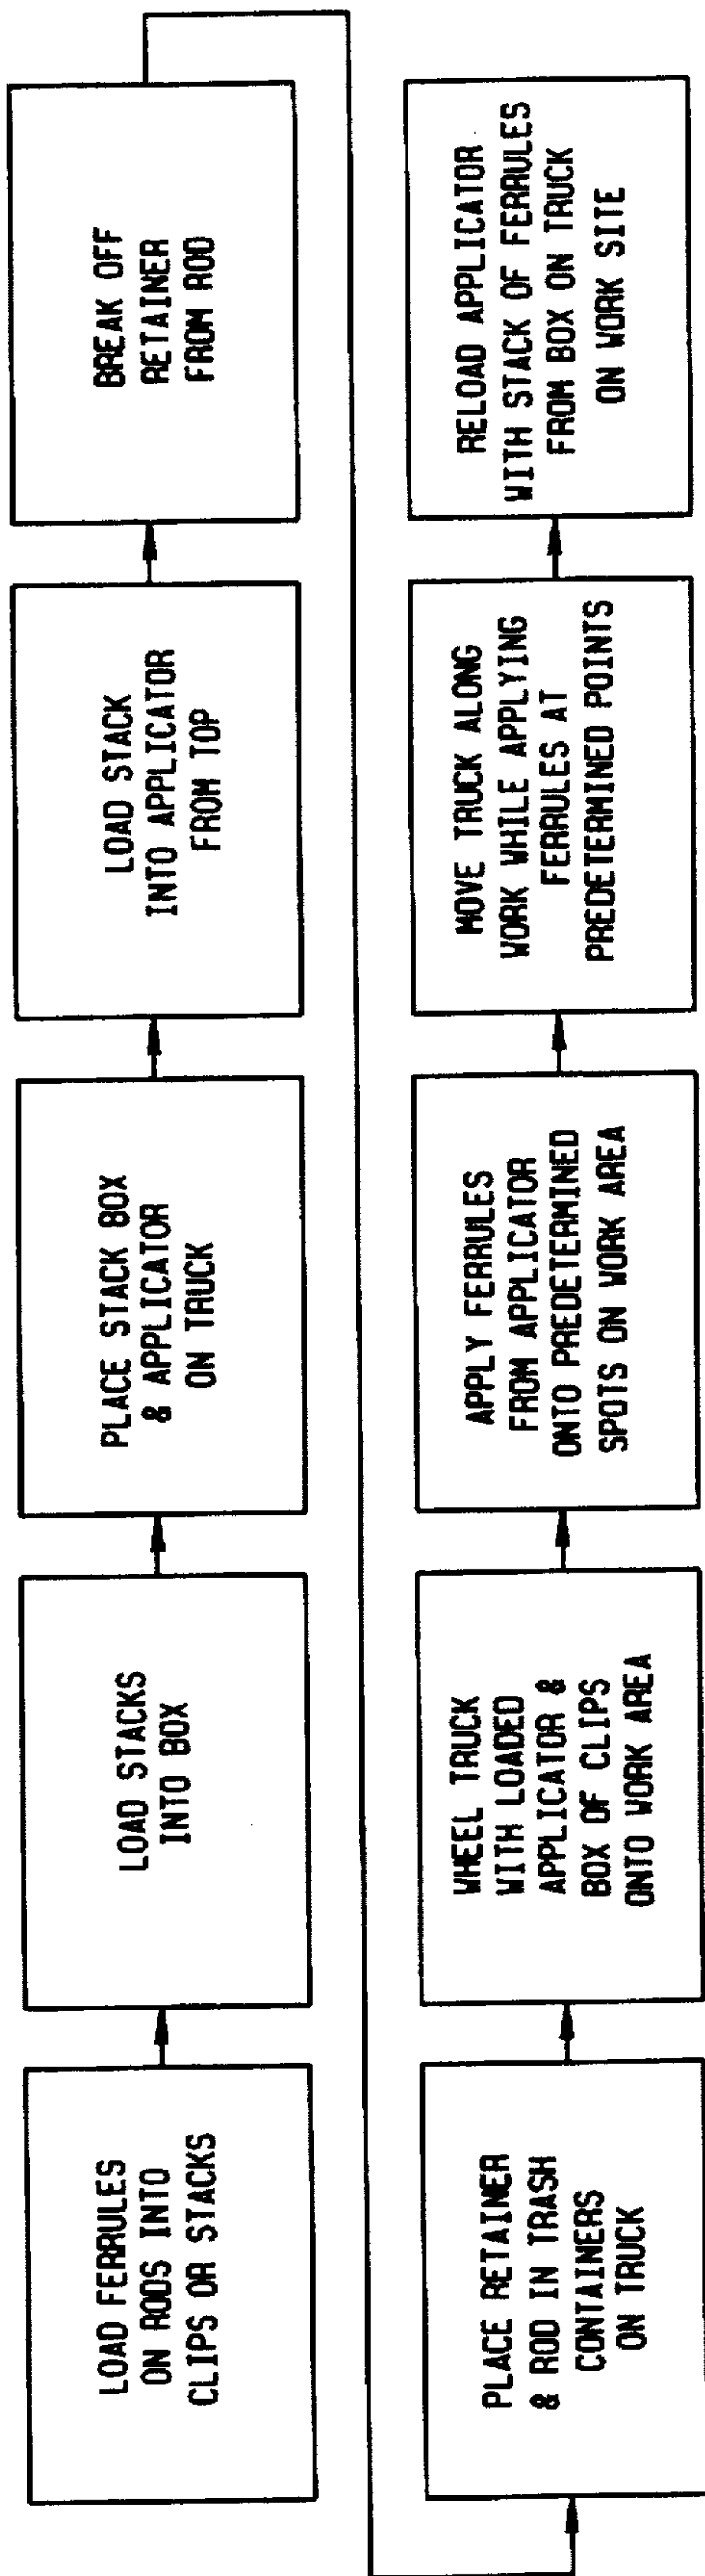 LOAD FERRULES
ON RODS INTO
CLIPS OR STACKS
LOAD STACKS
INTO BOX
PLACE STACK BOX
& APPLICATOR
ON TRUCK
LOAD STACK
INTO APPLICATOR
FROM TOP
BREAK OFF
RETAINER
FROM ROD
PLACE RETAINER
& ROD IN TRASH
CONTAINERS
ON TRUCK
WHEEL TRUCK
WITH LOADED
APPLICATOR &
BOX OF CLIPS
ONTO WORK AREA
APPLY FERRULES
FROM APPLICATOR
ONTO PREDETERMINED
SPOTS ON WORK AREA
MOVE TRUCK ALONG
WORK WHILE APPLYING
FERRULES AT
PREDETERMINED POINTS
RELOAD APPLICATOR
WITH STACK OF FERRULES
FROM BOX ON TRUCK
ON WORK SITE